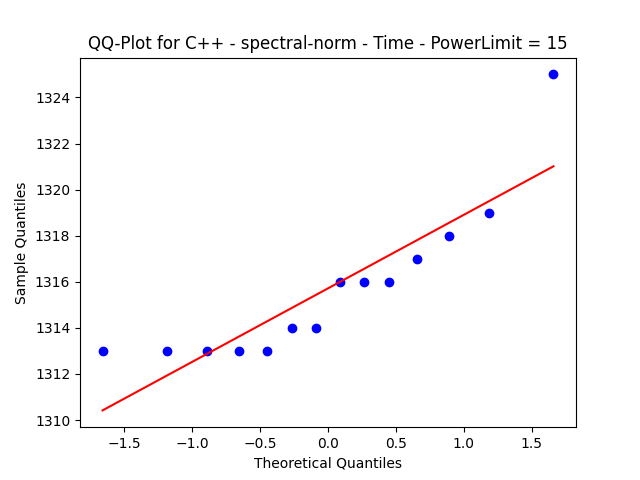 QQ-Plot for C++ - spectral-norm - Time - PowerLimit = 15
1324
1322
1320
1318
1316
1314
1312
1310
Sample Quantiles
−1.5 −1.0 −0.5 0.0 0.5 1.0 1.5
Theoretical Quantiles